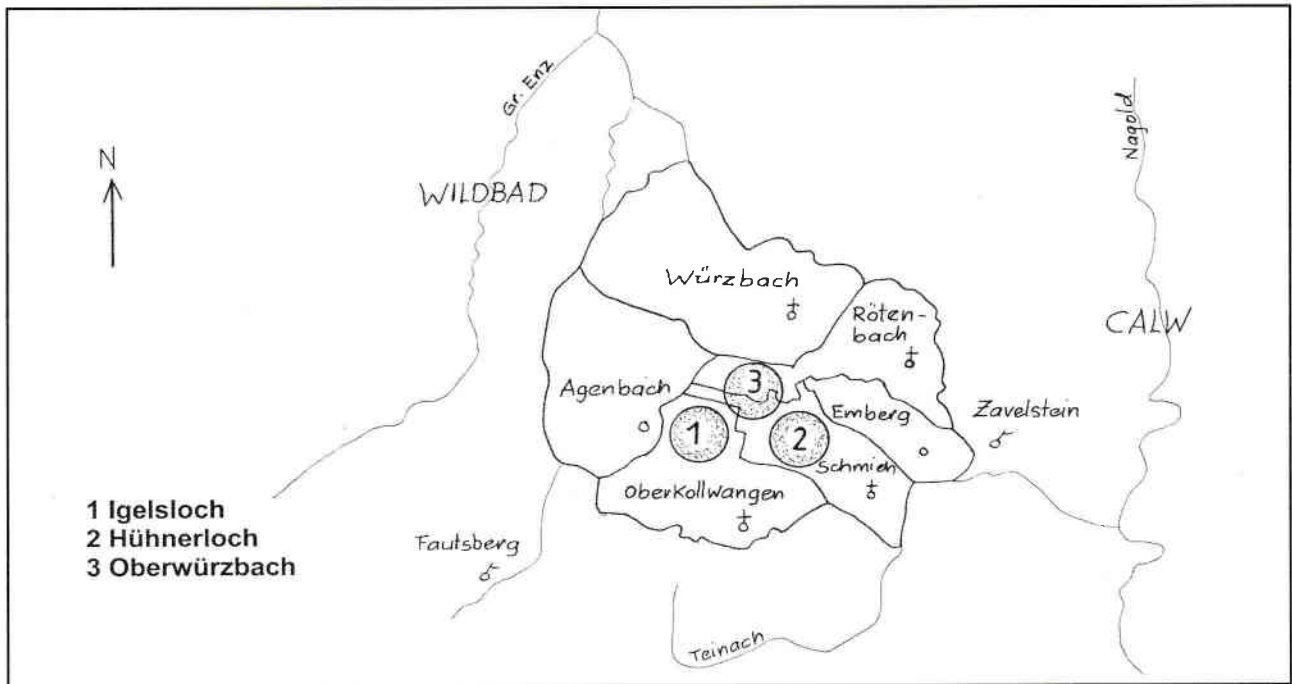 Gr. Enz
Nagold
N
WILDBAD
Würzbach
Röten-
bach
CALW
3
Agenbach
Emberg
Zavelstein
1
2
Schmieh
Oberkollwangen
1 Igelsloch
2 Hühnerloch
3 Oberwürzbach
Fautsberg
Teinach